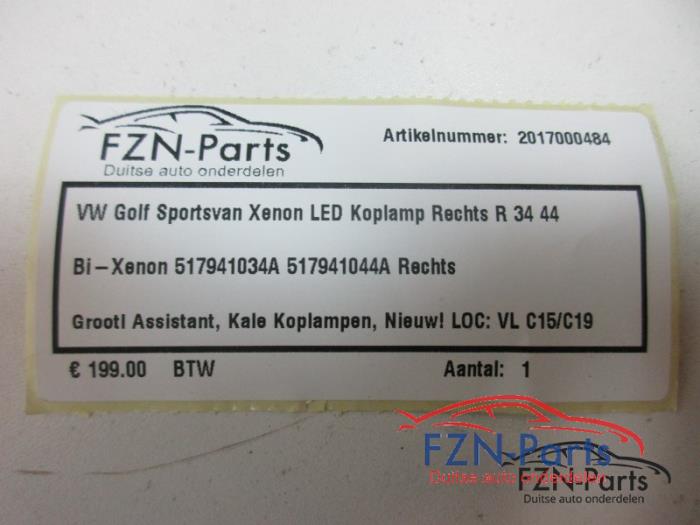 FZN-Parts
Duitse auto onderdelen
Artikelnummer: 2017000484
VW Golf Sportsvan Xenon LED Koplamp Rechts R 34 44
Bi-Xenon 517941034A 517941044A Rechts
Grootl Assistant, Kale Koplampen, Nieuw! LOC: VL C15/C19
€ 199.00 BTW
Aantal: 1
FZN-Parts
Duitse auto onderdelen
FZN-Parts
Duitse auto onderdelen